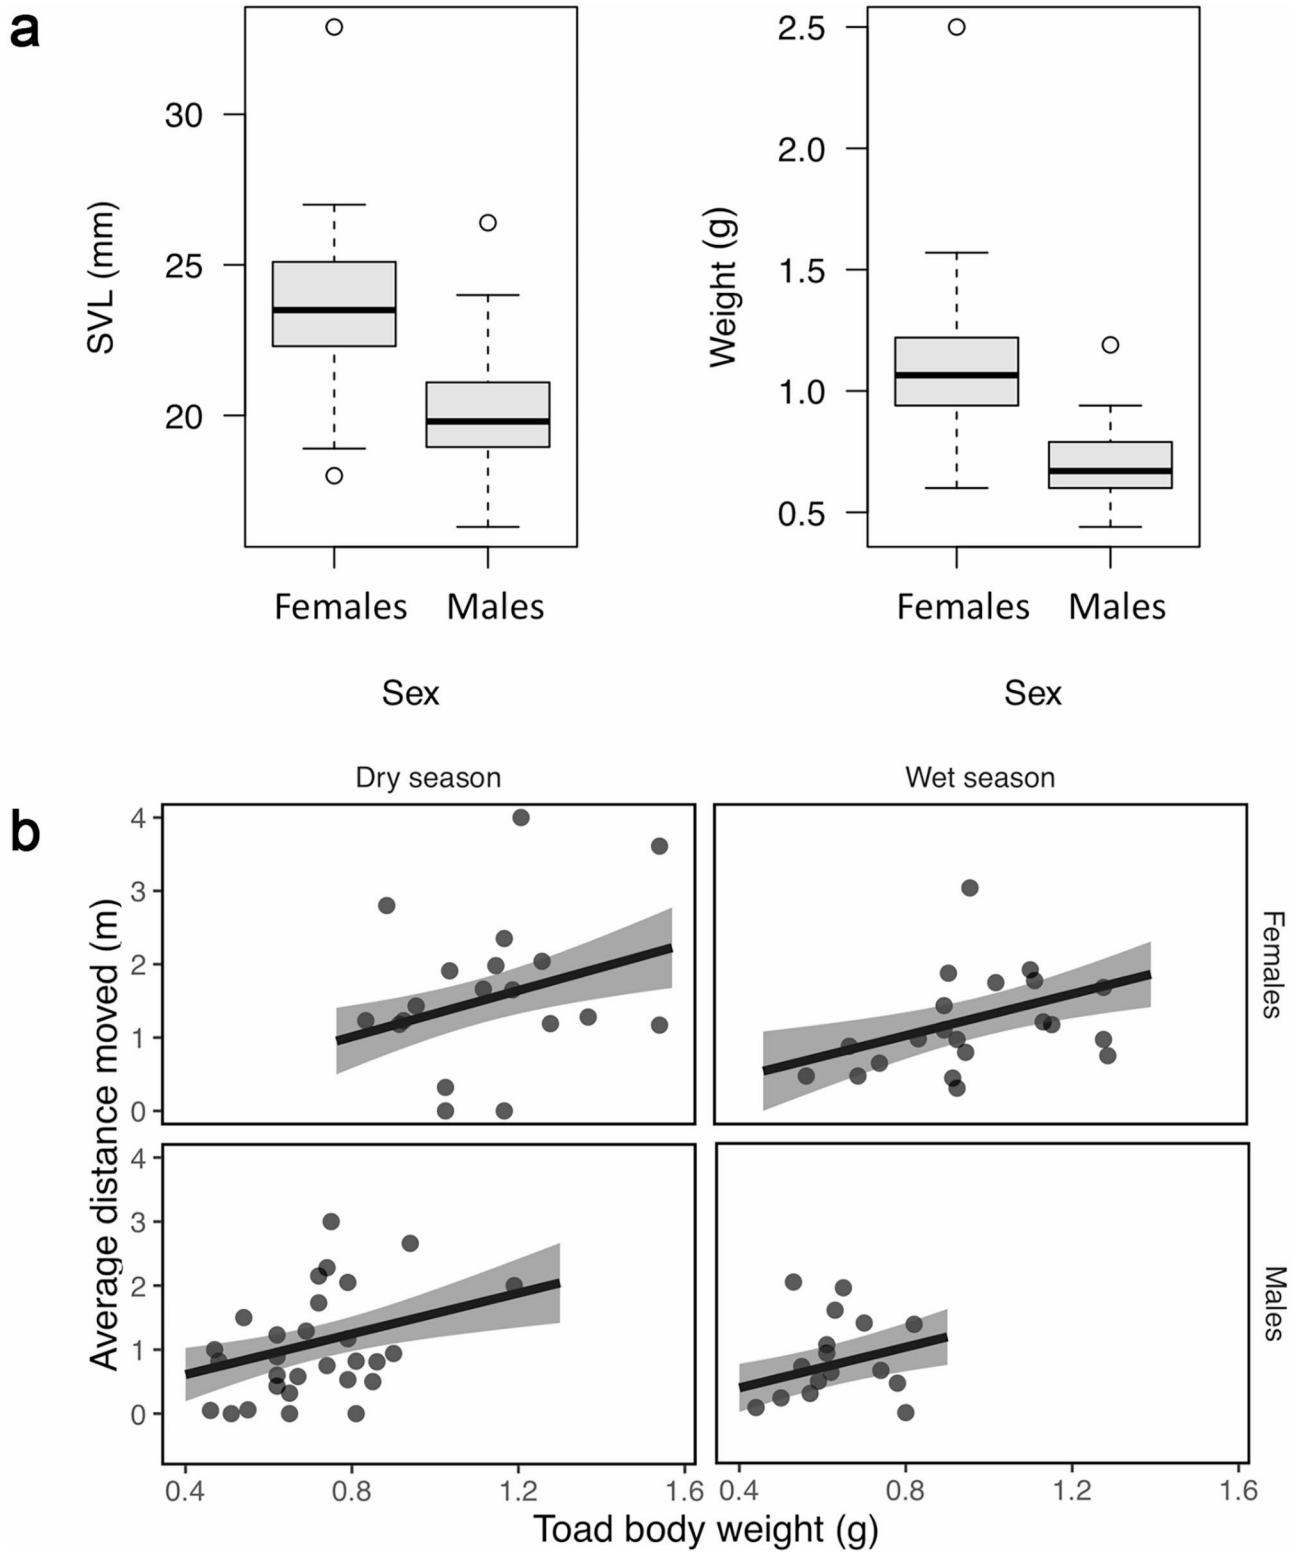 a
SVL (mm)
30
25
20
Females Males
Sex
Weight (g)
2.5
2.0
1.5
1.0
0.5
Females Males
Sex
b
Dry season
Wet season
Average distance moved (m)
4
3
2
1
0
Females
4
3
2
1
0
Males
0.4 0.8 1.2 1.6
0.4 0.8 1.2 1.6
Toad body weight (g)